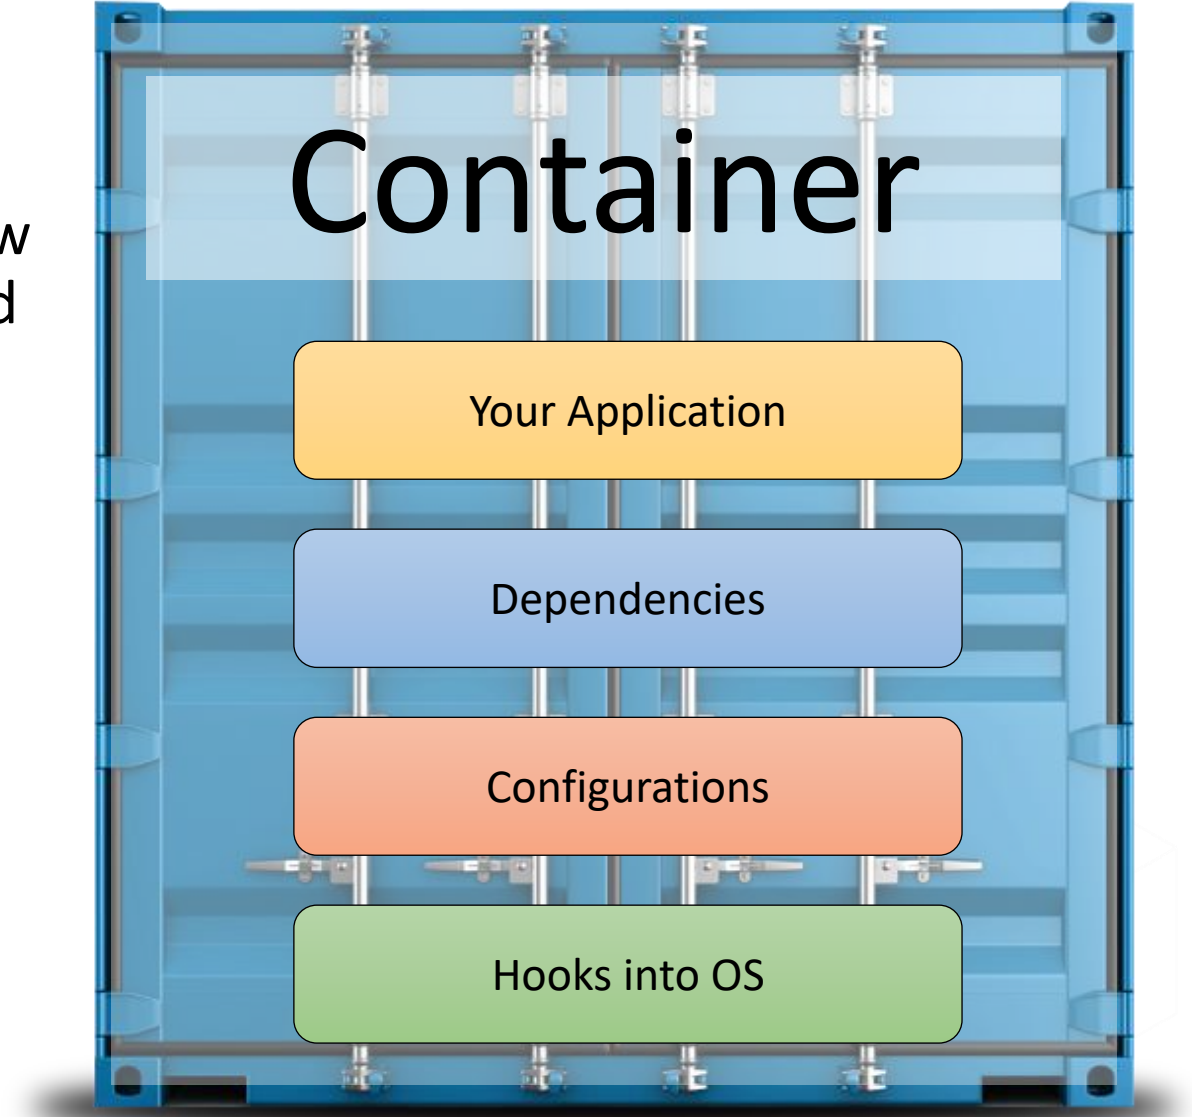 Container
w
d
Your Application
Dependencies
Configurations
Hooks into OS